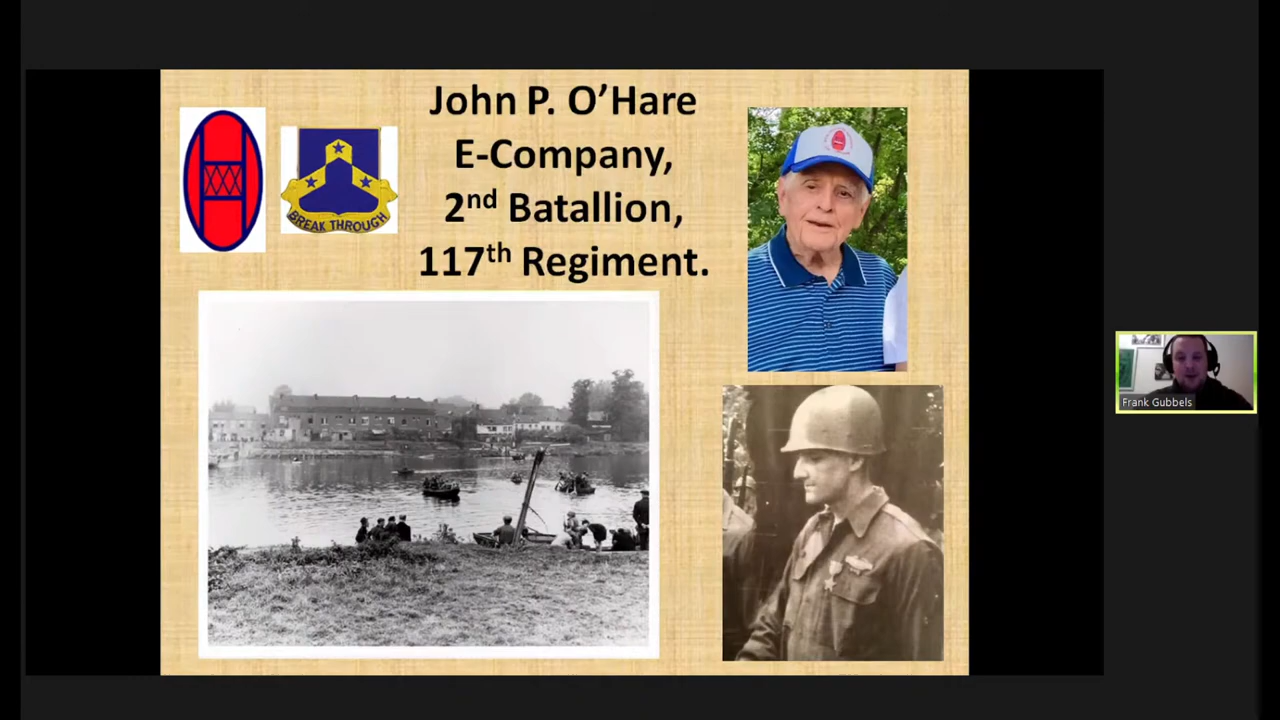 John P. O'Hare
E-Company,
2nd Batallion,
117th Regiment.
BREAK THROUGH
Frank Gubbels